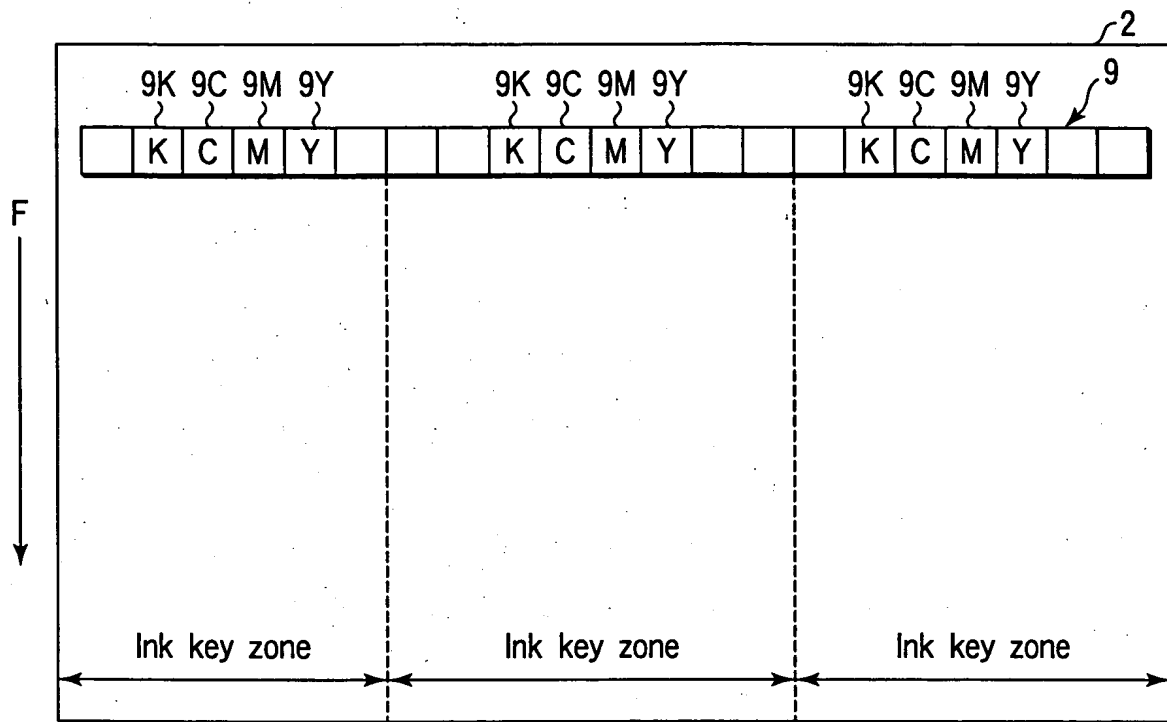 2
9K 9C 9M 9Y 9K 9C 9M 9Y 9K 9C 9M 9Y 9
K C M Y K C M Y K C M Y
F
Ink key zone Ink key zone Ink key zone